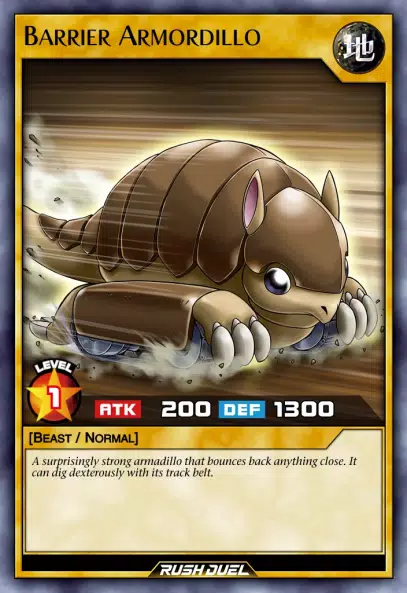 Barrier Armordillo
地
LEVEL
1
ATK 200 DEF 1300
[Beast / Normal]
A surprisingly strong armadillo that bounces back anything close. It
can dig dexterously with its track belt.
RUSH DUEL